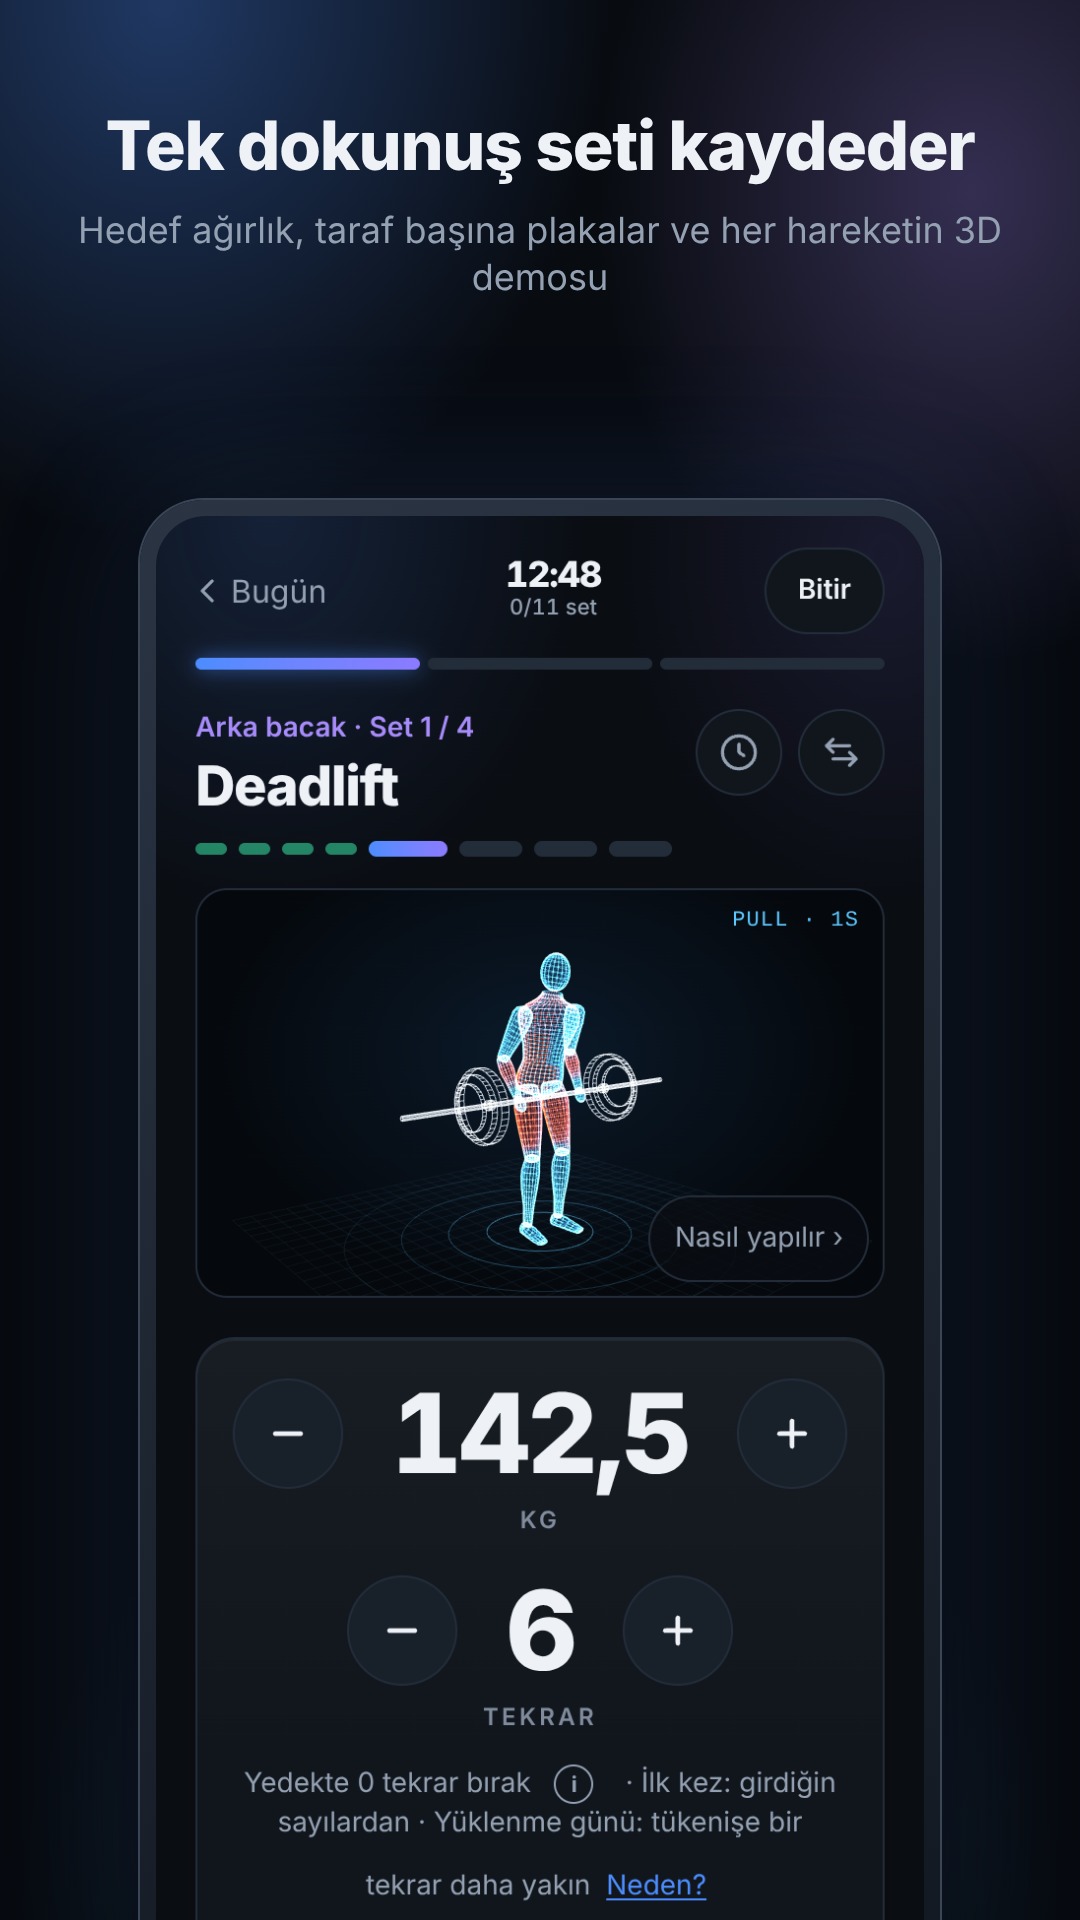 Tek dokunuş seti kaydeder
Hedef ağırlık, taraf başına plakalar ve her hareketin 3D
demosu
Bugün
12:48
0/11 set
Bitir
Arka bacak · Set 1 / 4
Deadlift
PULL · 1S
Nasıl yapılır ›
142,5
KG
6
TEKRAR
Yedekte 0 tekrar bırak i · İlk kez: girdiğin
sayılardan · Yüklenme günü: tükenişe bir
tekrar daha yakın Neden?